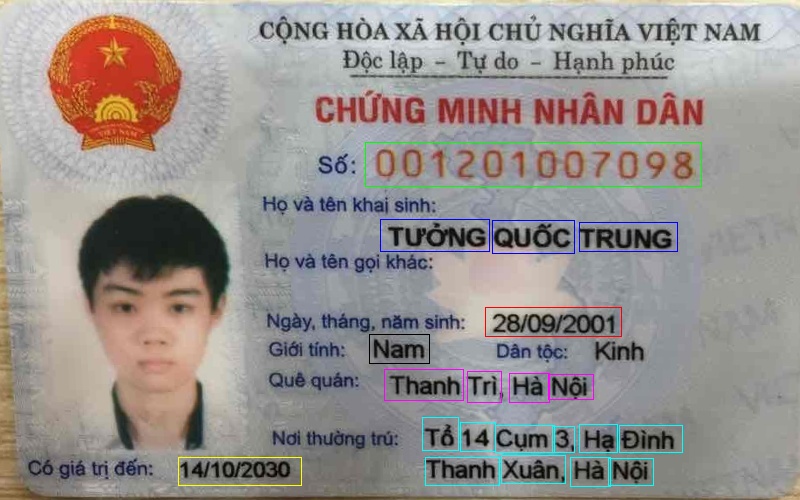 CỘNG HÒA XÃ HỘI CHỦ NGHĨA VIỆT NAM
Độc lập - Tự do - Hạnh phúc
CHỨNG MINH NHÂN DÂN
Số: 001201007098
Họ và tên khai sinh:
TƯỞNG QUỐC TRUNG
Họ và tên gọi khác:
Ngày, tháng, năm sinh: 28/09/2001
Giới tính: Nam Dân tộc: Kinh
Quê quán: Thanh Trì, Hà Nội
Nơi thường trú: Tổ 14 Cụm 3, Hạ Đình
Thanh Xuân, Hà Nội
Có giá trị đến: 14/10/2030